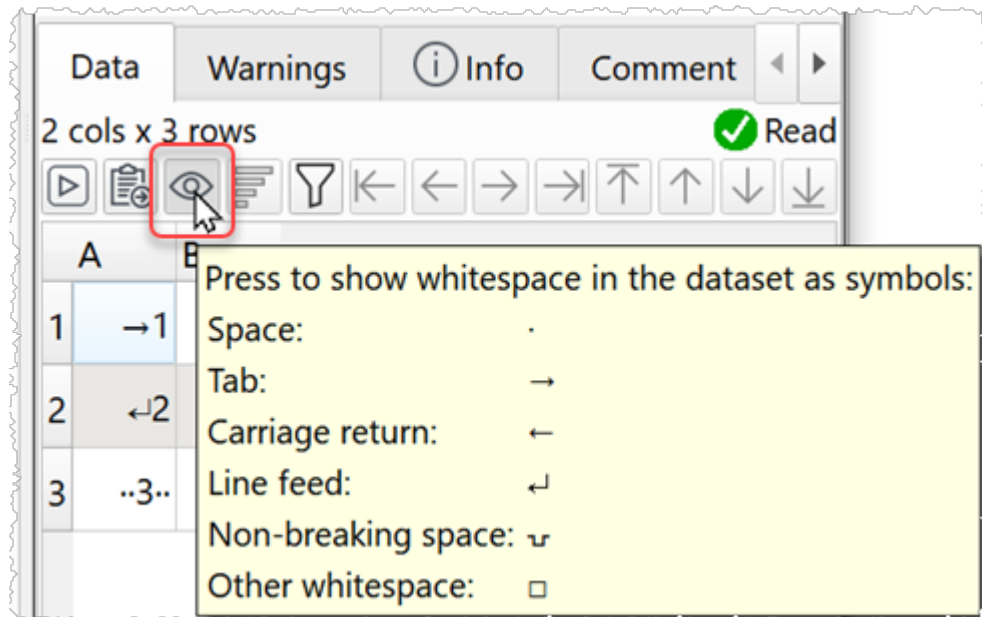 Data Warnings Info Comment
2 cols x 3 rows Read
A B
Press to show whitespace in the dataset as symbols:
1 →1
Space: ·
Tab: →
2 ↵2
Carriage return: ←
Line feed: ↵
3 ··3··
Non-breaking space: ⍽
Other whitespace: □